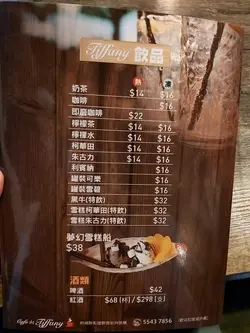 Tiffany 飲品
熱 凍
奶茶 $14 $16
咖啡 $16
即磨咖啡 $22
檸檬茶 $14 $16
檸檬水 $14 $16
柯華田 $14 $16
朱古力 $14 $16
利賓納 $16
罐裝可樂 $16
罐裝雪碧 $16
黑牛(特飲) $32
雪糕柯華田(特飲) $32
雪糕朱古力(特飲) $32
夢幻雪糕船
$38
酒類
啤酒 $42
紅酒 $68 (杯) / $298 (支)
Café de Tiffany
5543 7856